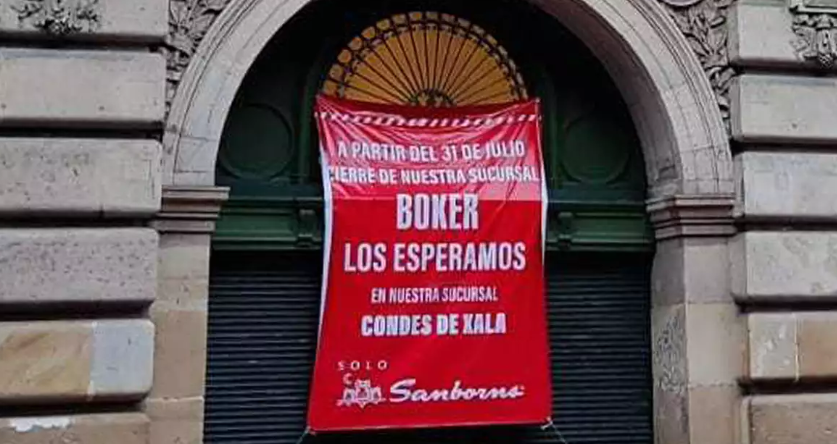 A PARTIR DEL 31 DE JULIO
CIERRE DE NUESTRA SUCURSAL
BOKER
LOS ESPERAMOS
EN NUESTRA SUCURSAL
CONDES DE XALA
SOLO
Sanborns